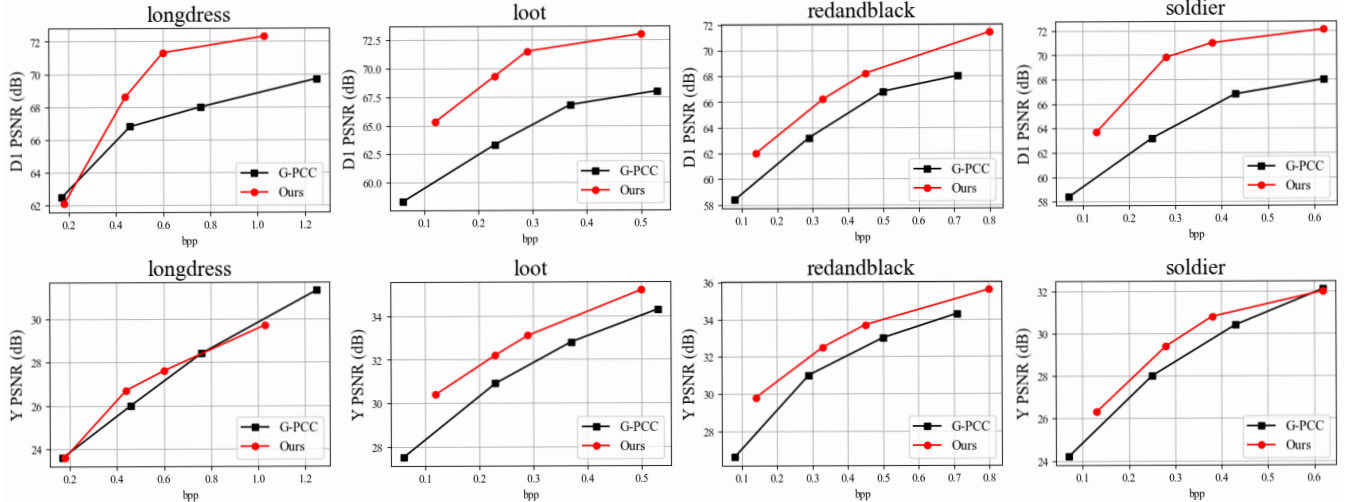 longdress
D1 PSNR (dB)
72
70
68
66
64
62
0.2 0.4 0.6 0.8 1.0 1.2
bpp
G-PCC
Ours
loot
D1 PSNR (dB)
72.5
70.0
67.5
65.0
62.5
60.0
0.1 0.2 0.3 0.4 0.5
bpp
G-PCC
Ours
redandblack
D1 PSNR (dB)
72
70
68
66
64
62
60
58
0.1 0.2 0.3 0.4 0.5 0.6 0.7 0.8
bpp
G-PCC
Ours
soldier
D1 PSNR (dB)
72
70
68
66
64
62
60
58
0.1 0.2 0.3 0.4 0.5 0.6
bpp
G-PCC
Ours
longdress
Y PSNR (dB)
30
28
26
24
0.2 0.4 0.6 0.8 1.0 1.2
bpp
G-PCC
Ours
loot
Y PSNR (dB)
34
32
30
28
0.1 0.2 0.3 0.4 0.5
bpp
G-PCC
Ours
redandblack
Y PSNR (dB)
36
34
32
30
28
0.1 0.2 0.3 0.4 0.5 0.6 0.7 0.8
bpp
G-PCC
Ours
soldier
Y PSNR (dB)
32
30
28
26
24
0.1 0.2 0.3 0.4 0.5 0.6
bpp
G-PCC
Ours